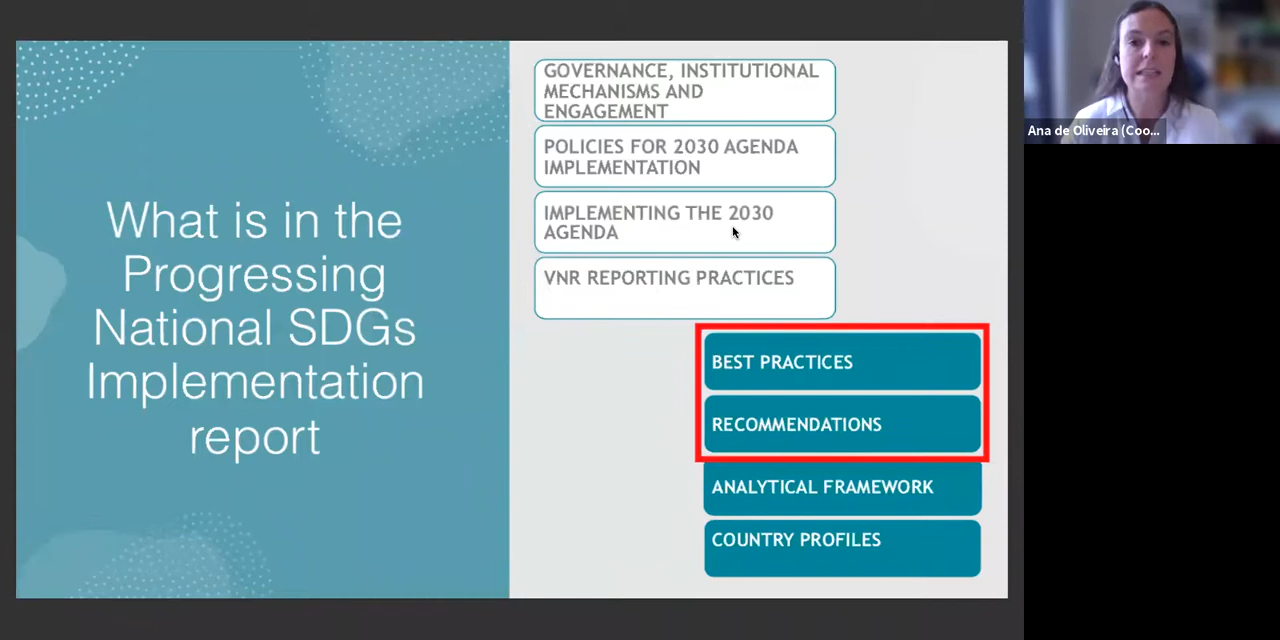 What is in the
Progressing
National SDGs
Implementation
report
GOVERNANCE, INSTITUTIONAL
MECHANISMS AND
ENGAGEMENT
POLICIES FOR 2030 AGENDA
IMPLEMENTATION
IMPLEMENTING THE 2030
AGENDA
VNR REPORTING PRACTICES
BEST PRACTICES
RECOMMENDATIONS
ANALYTICAL FRAMEWORK
COUNTRY PROFILES
Ana de Oliveira (Coo...